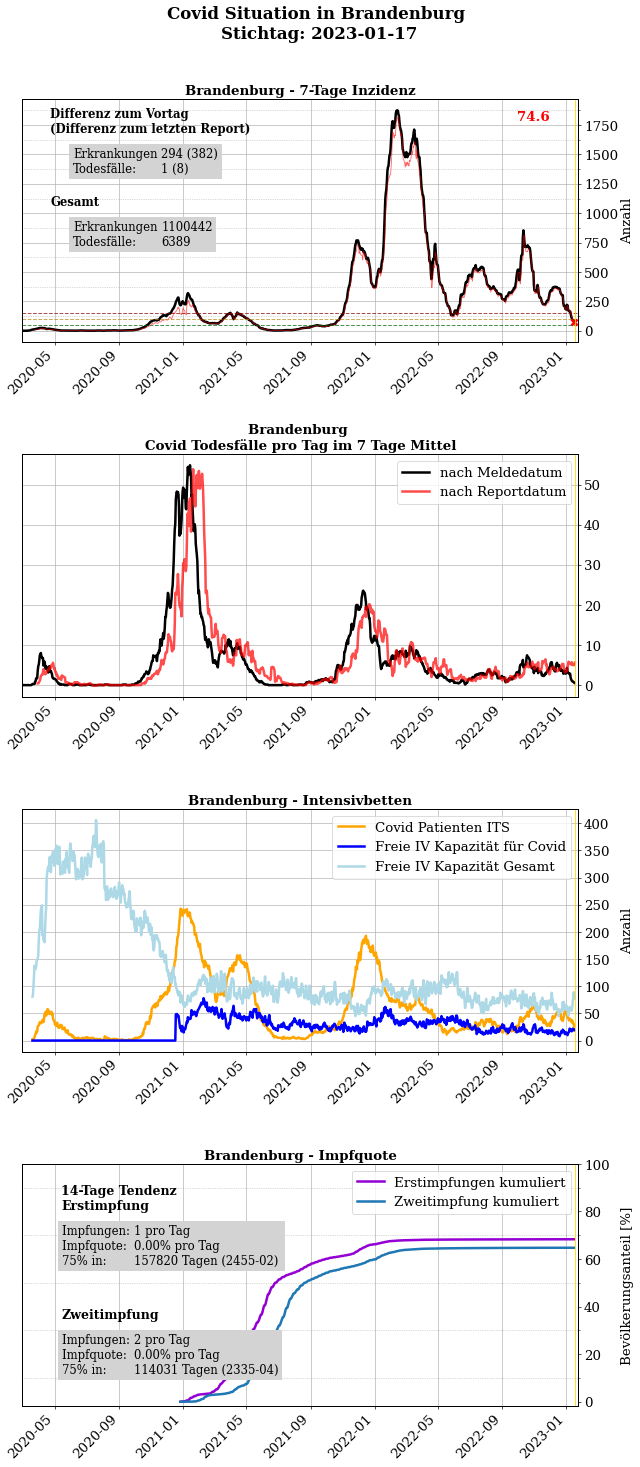 Covid Situation in Brandenburg
Stichtag: 2023-01-17
Brandenburg - 7-Tage Inzidenz
Differenz zum Vortag
(Differenz zum letzten Report)
Erkrankungen 294 (382)
Todesfälle: 1 (8)
Gesamt
Erkrankungen 1100442
Todesfälle: 6389
74.6
1750
1500
1250
1000
750
500
250
0
Anzahl
2020-05
2020-09
2021-01
2021-05
2021-09
2022-01
2022-05
2022-09
2023-01
Brandenburg
Covid Todesfälle pro Tag im 7 Tage Mittel
nach Meldedatum
nach Reportdatum
50
40
30
20
10
0
2020-05
2020-09
2021-01
2021-05
2021-09
2022-01
2022-05
2022-09
2023-01
Brandenburg - Intensivbetten
Covid Patienten ITS
Freie IV Kapazität für Covid
Freie IV Kapazität Gesamt
400
350
300
250
200
150
100
50
0
Anzahl
2020-05
2020-09
2021-01
2021-05
2021-09
2022-01
2022-05
2022-09
2023-01
Brandenburg - Impfquote
14-Tage Tendenz
Erstimpfung
Impfungen: 1 pro Tag
Impfquote: 0.00% pro Tag
75% in: 157820 Tagen (2455-02)
Zweitimpfung
Impfungen: 2 pro Tag
Impfquote: 0.00% pro Tag
75% in: 114031 Tagen (2335-04)
Erstimpfungen kumuliert
Zweitimpfung kumuliert
100
80
60
40
20
0
Bevölkerungsanteil [%]
2020-05
2020-09
2021-01
2021-05
2021-09
2022-01
2022-05
2022-09
2023-01